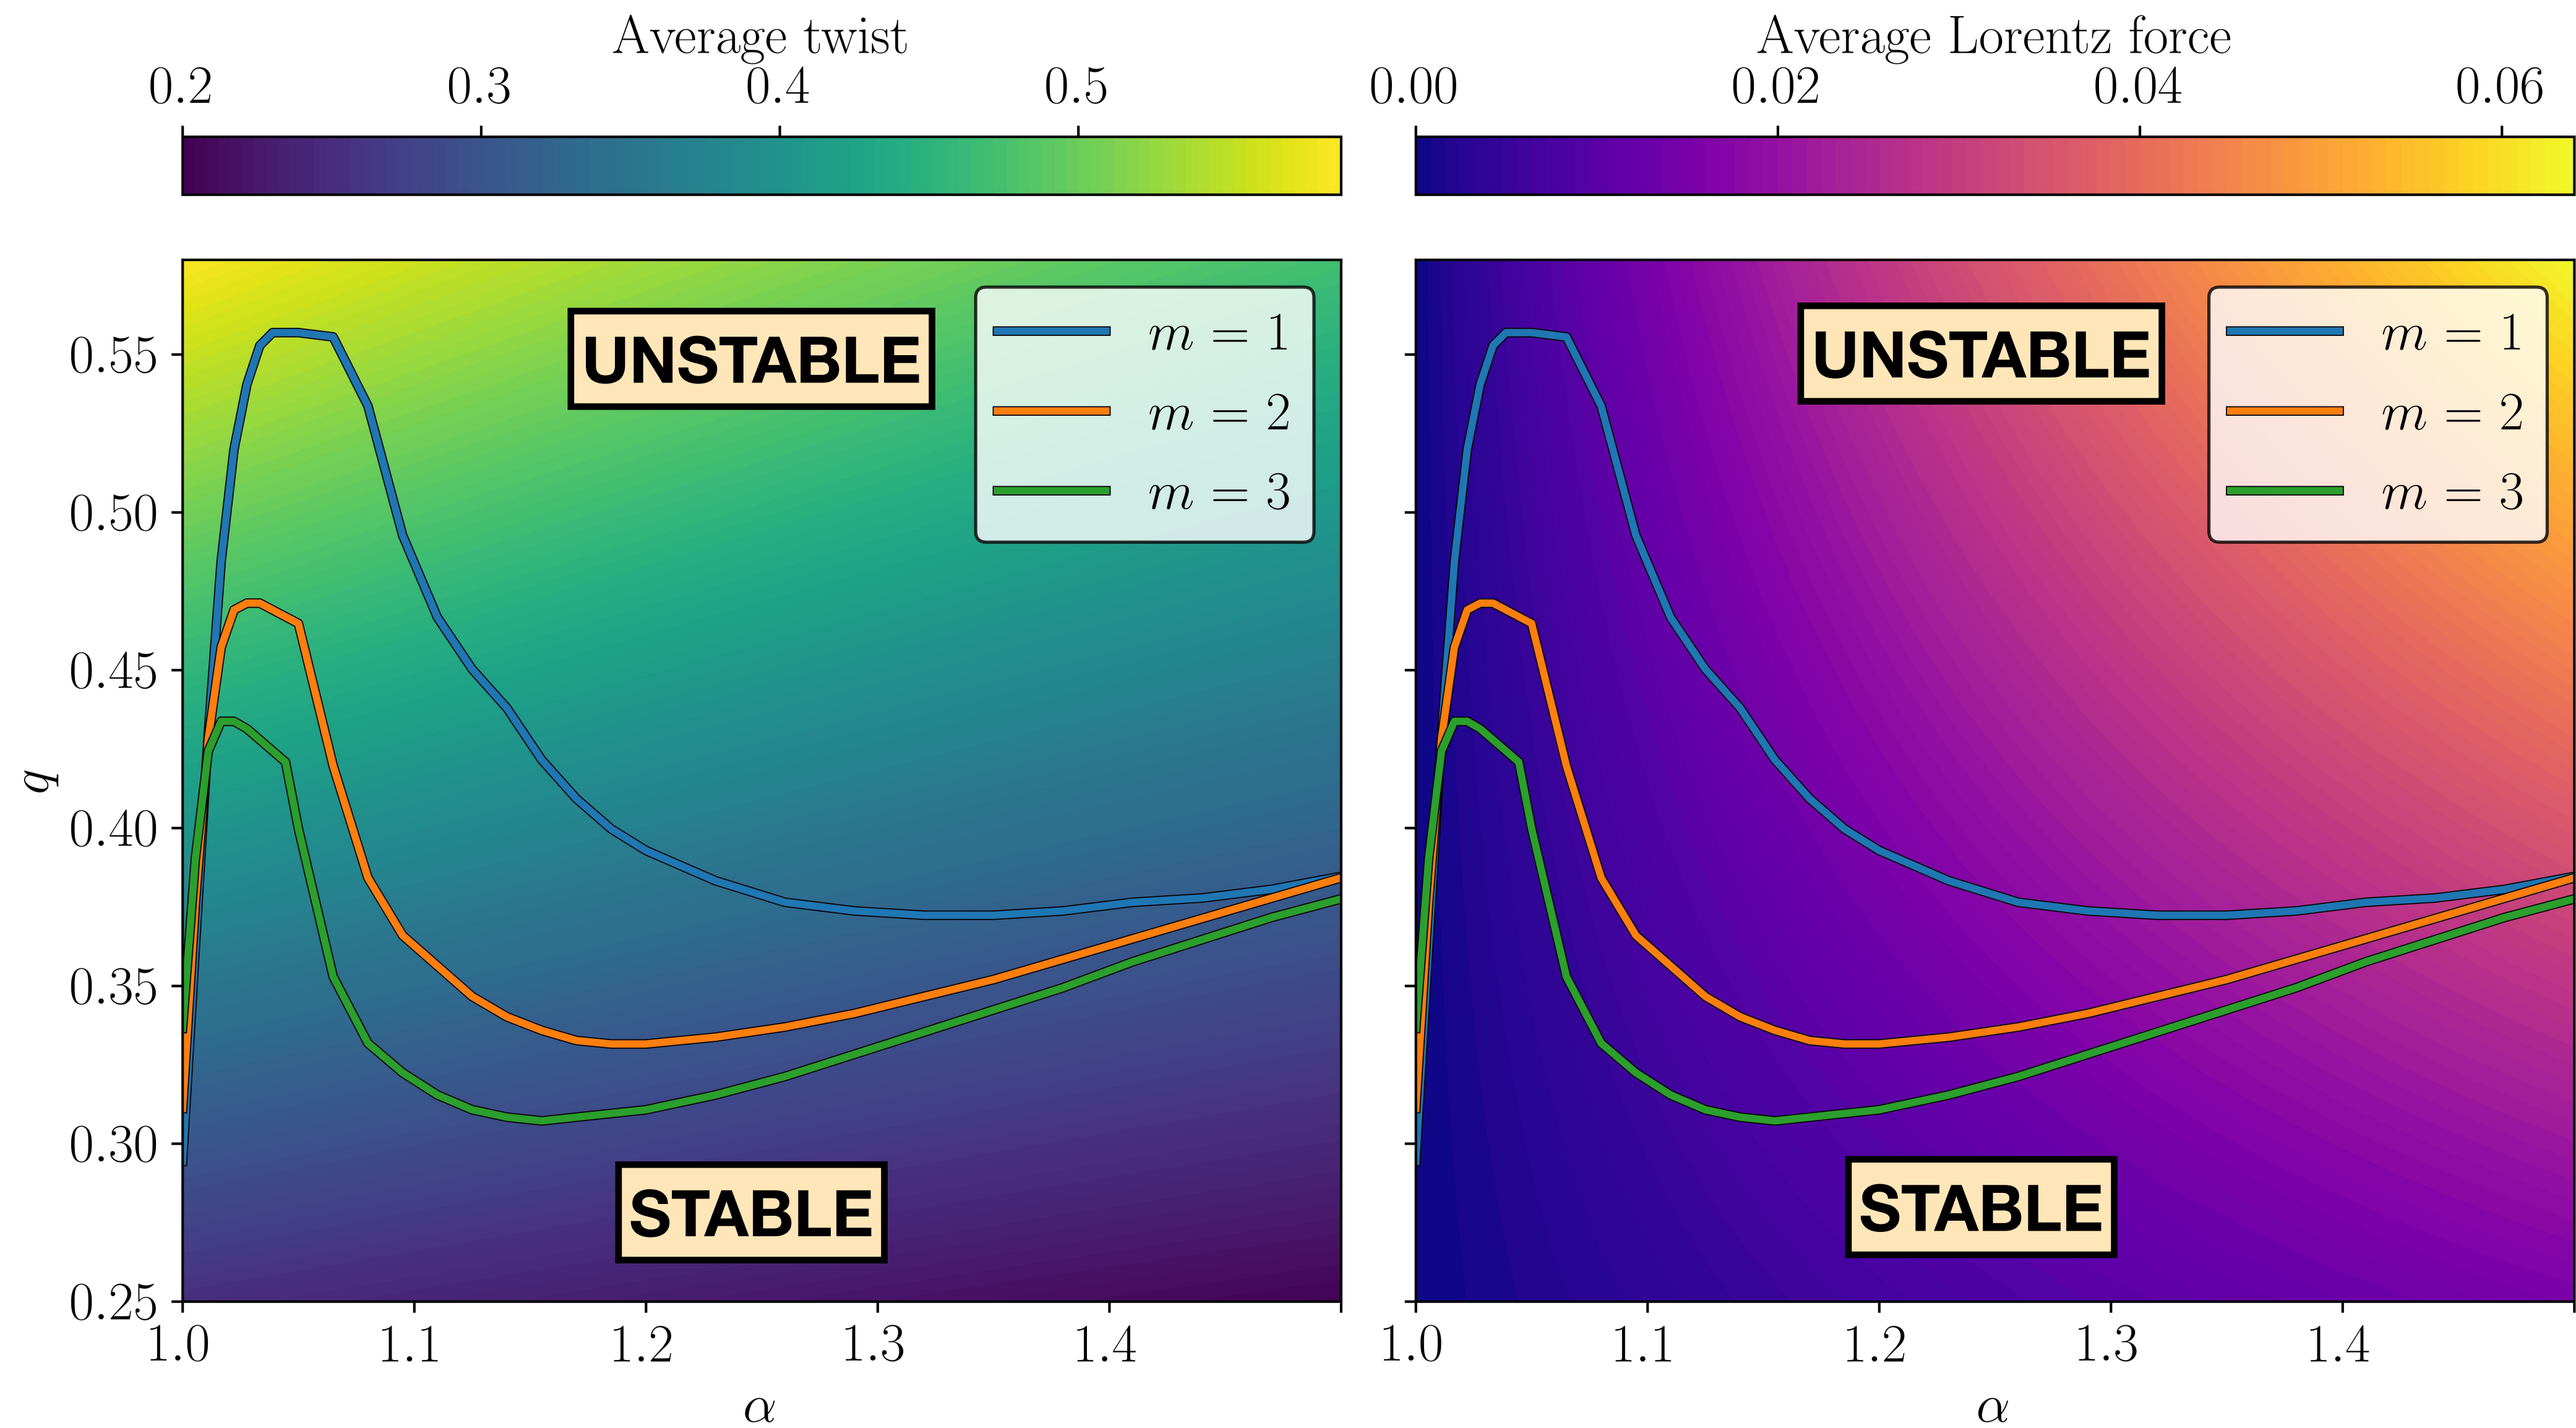 Average twist
0.2 0.3 0.4 0.5
Average Lorentz force
0.00 0.02 0.04 0.06
q
0.55
0.50
0.45
0.40
0.35
0.30
0.25
UNSTABLE
m = 1
m = 2
m = 3
STABLE
1.0 1.1 1.2 1.3 1.4
α
UNSTABLE
m = 1
m = 2
m = 3
STABLE
1.0 1.1 1.2 1.3 1.4
α